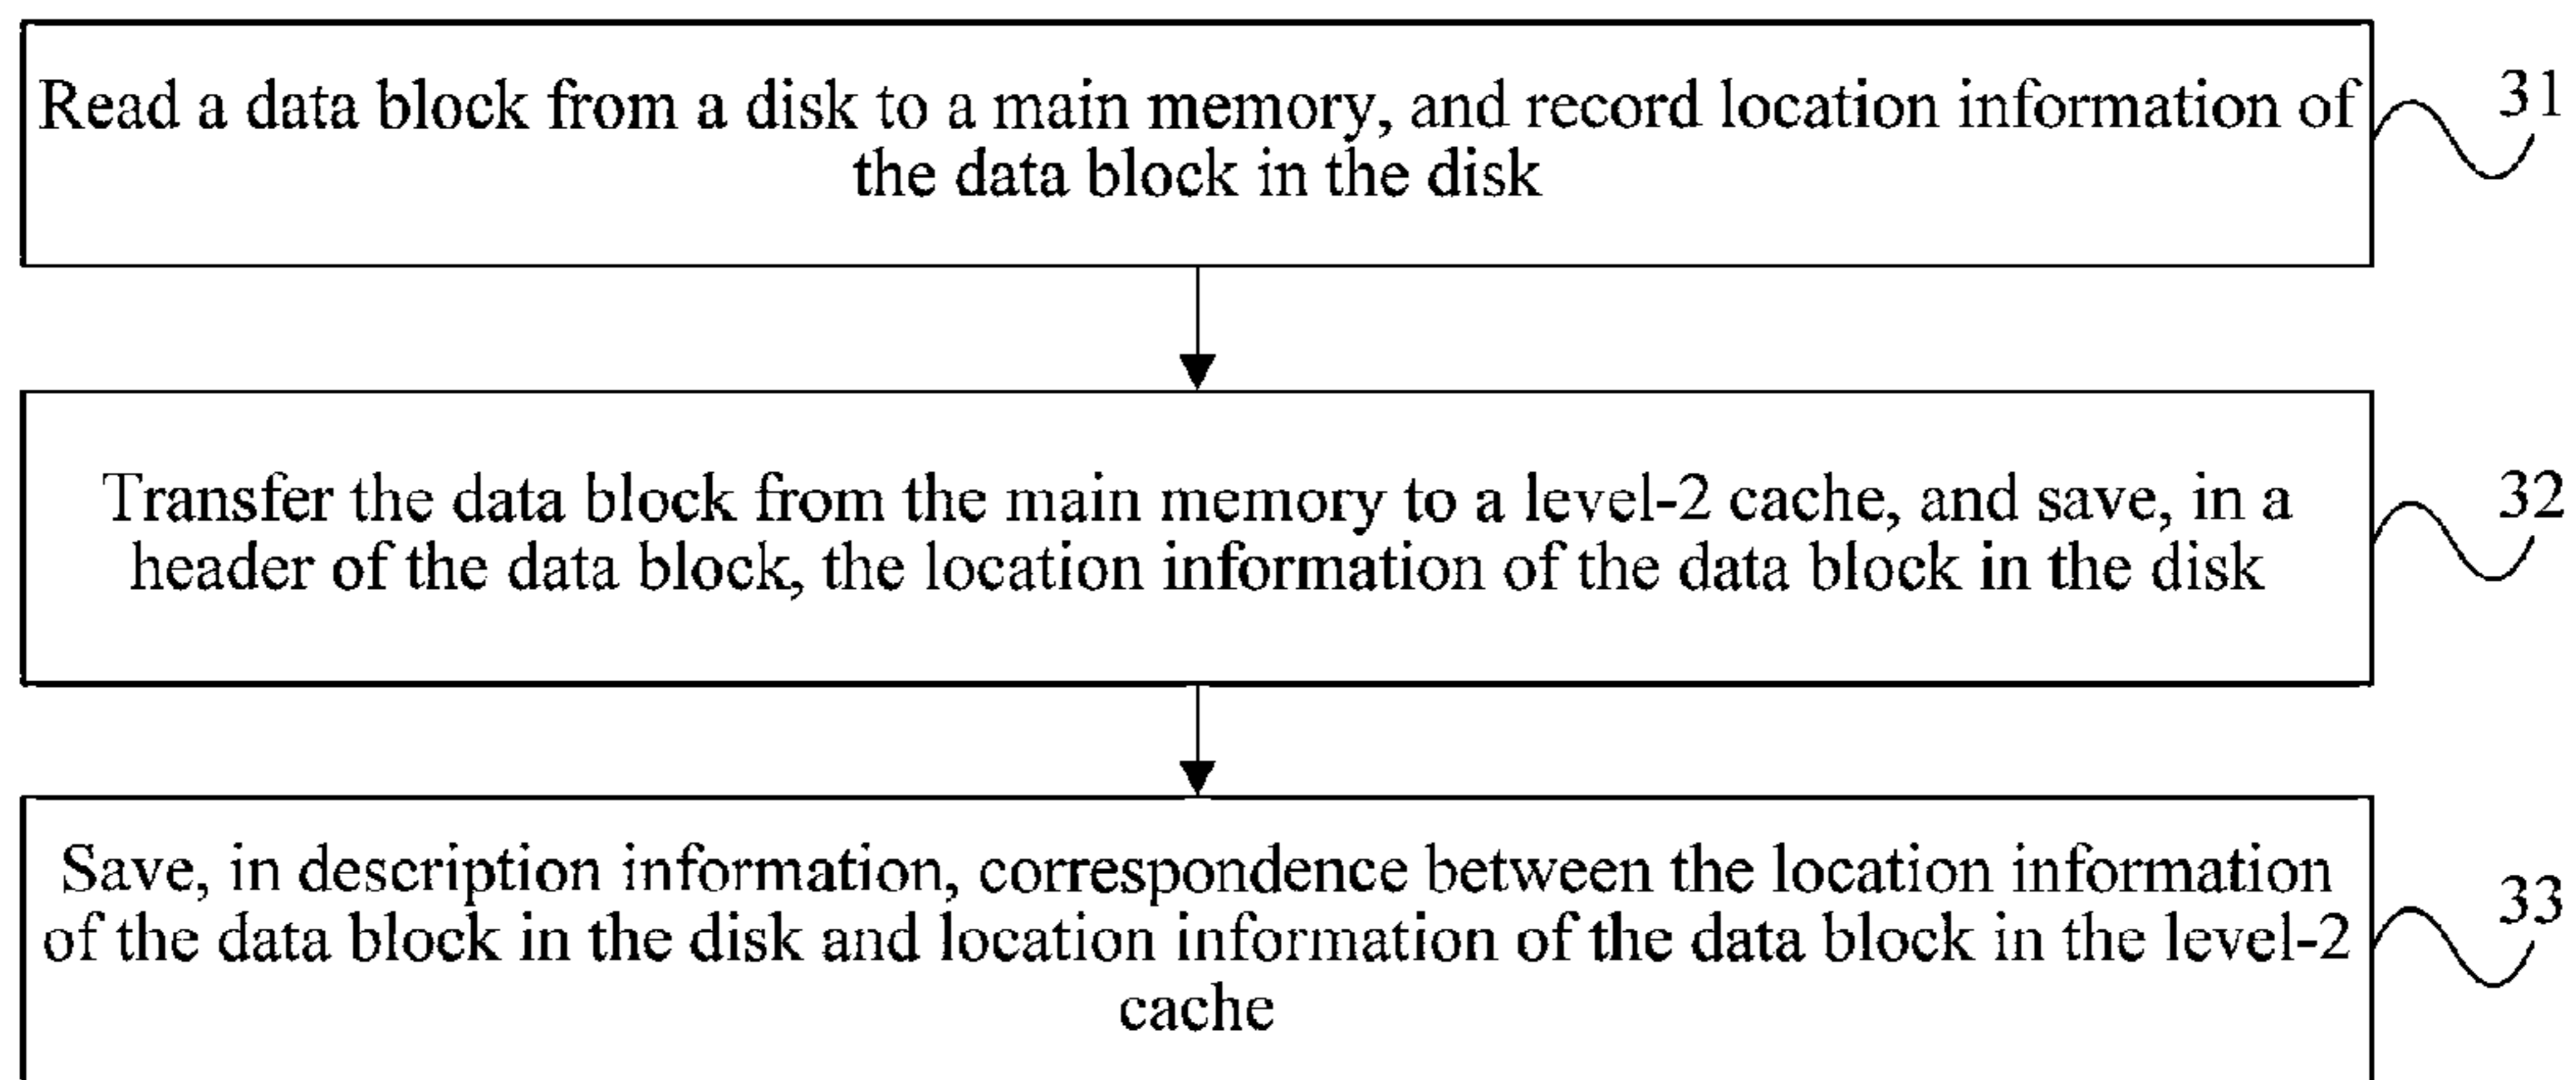 Read a data block from a disk to a main memory, and record location information of
the data block in the disk
31
Transfer the data block from the main memory to a level-2 cache, and save, in a
header of the data block, the location information of the data block in the disk
32
Save, in description information, correspondence between the location information
of the data block in the disk and location information of the data block in the level-2
cache
33